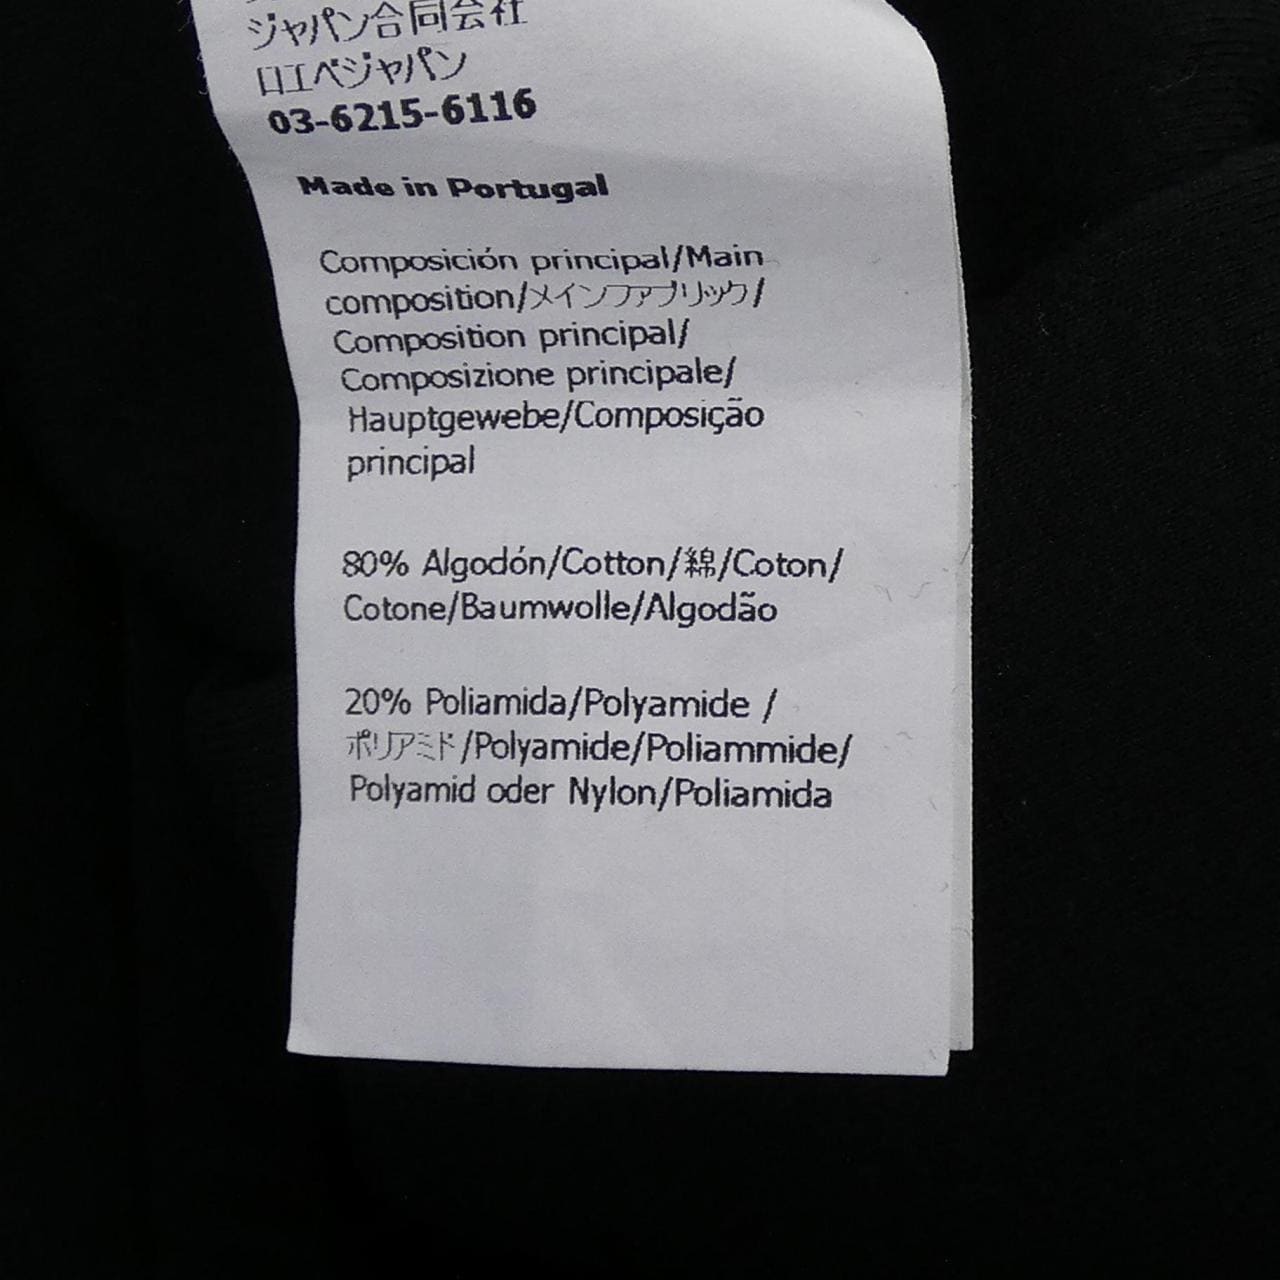 ジャパン合同会社
ロエベジャパン
03-6215-6116
Made in Portugal
Composición principal/Main
composition/メインファブリック/
Composition principal/
Composizione principale/
Hauptgewebe/Composição
principal
80% Algodón/Cotton/綿/Coton/
Cotone/Baumwolle/Algodão
20% Poliamida/Polyamide /
ポリアミド/Polyamide/Poliammide/
Polyamid oder Nylon/Poliamida